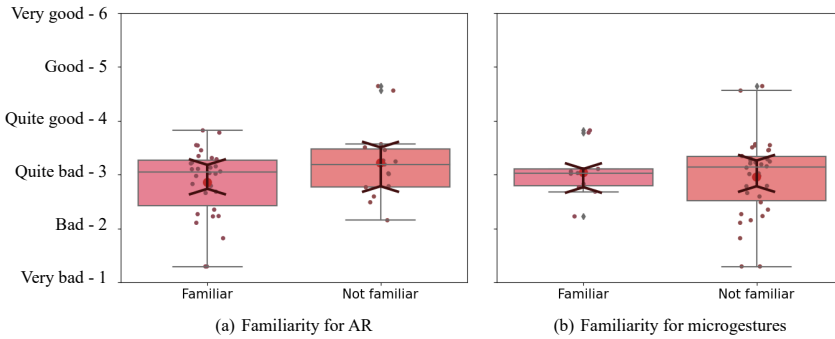 Very good - 6
Good - 5
Quite good - 4
Quite bad - 3
Bad - 2
Very bad - 1
Familiar
Not familiar
Familiar
Not familiar
(a) Familiarity for AR
(b) Familiarity for microgestures